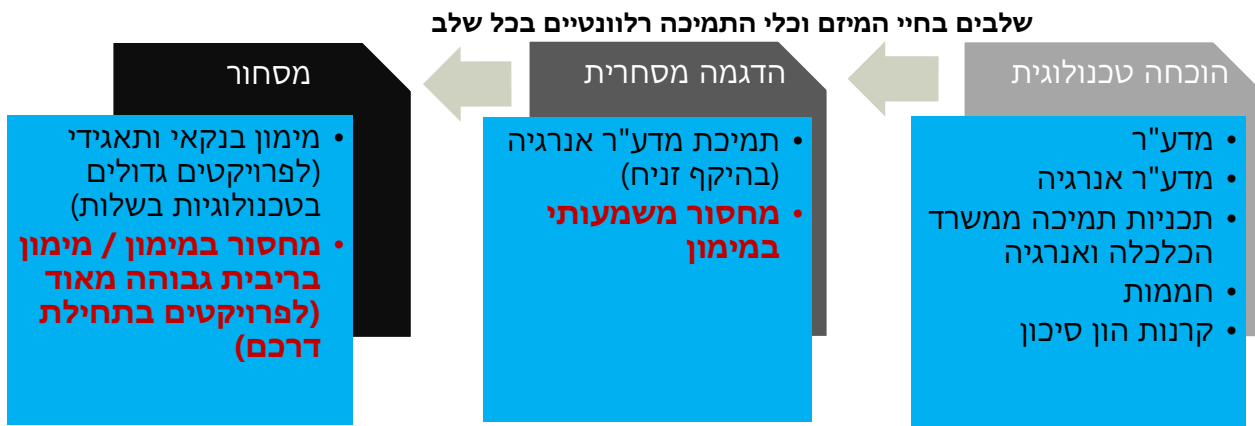 שלבים בחיי המיזם וכלי התמיכה רלוונטיים בכל שלב
הוכחה טכנולוגית
• מדע"ר
• מדע"ר אנרגיה
• תכניות תמיכה ממשרד
הכלכלה ואנרגיה
• חממות
• קרנות הון סיכון
הדגמה מסחרית
• תמיכת מדע"ר אנרגיה
(בהיקף זניח)
• מחסור משמעותי
במימון
מסחור
• מימון בנקאי ותאגידי
(לפרויקטים גדולים
בטכנולוגיות בשלות)
• מחסור במימון / מימון
בריבית גבוהה מאוד
(לפרויקטים בתחילת
דרכם)